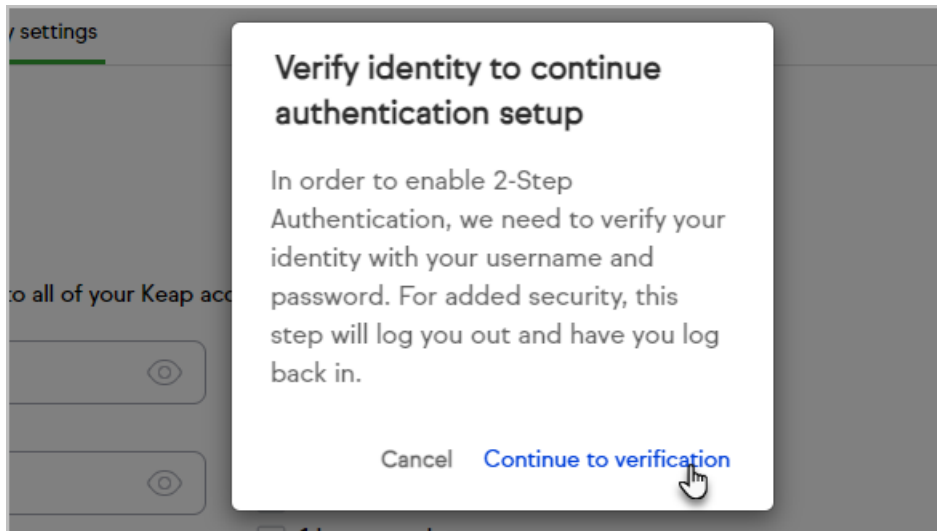 y settings
Verify identity to continue
authentication setup
In order to enable 2-Step
Authentication, we need to verify your
identity with your username and
password. For added security, this
step will log you out and have you log
back in.
to all of your Keap acc
Cancel Continue to verification